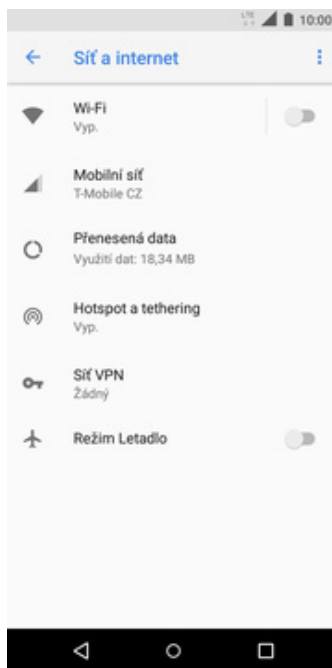 LTE 10:00
Síť a internet
Wi-Fi
Vyp.
Mobilní síť
T-Mobile CZ
Přenesená data
Využití dat: 18,34 MB
Hotspot a tethering
Vyp.
Síť VPN
Žádný
Režim Letadlo